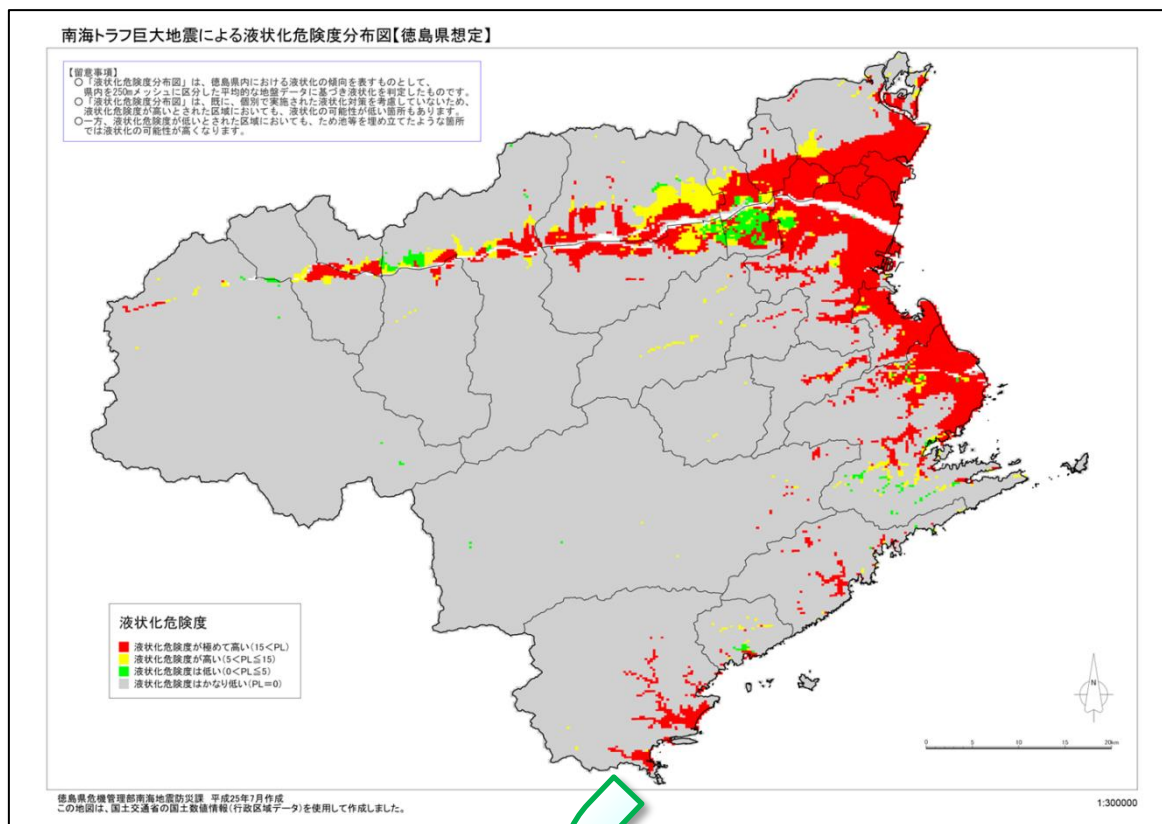 南海トラフ巨大地震による液状化危険度分布図【徳島県想定】
【留意事項】
○「液状化危険度分布図」は、徳島県内における液状化の傾向を表すものとして、
県内を250mメッシュに区分した平均的な地盤データに基づき液状化を判定したものです。
○「液状化危険度分布図」は、既に、個別で実施された液状化対策を考慮していないため、
液状化危険度が高いとされた区域においても、液状化の可能性が低い箇所もあります。
○一方、液状化危険度が低いとされた区域においても、ため池等を埋め立てたような箇所
では液状化の可能性が高くなります。
液状化危険度
液状化危険度が極めて高い(15<PL)
液状化危険度が高い(5<PL≦15)
液状化危険度は低い(0<PL≦5)
液状化危険度はかなり低い(PL=0)
N
0 5 10 15 20km
徳島県危機管理部南海地震防災課 平成25年7月作成
この地図は、国土交通省の国土数値情報(行政区域データ)を使用して作成しました。
1:300000